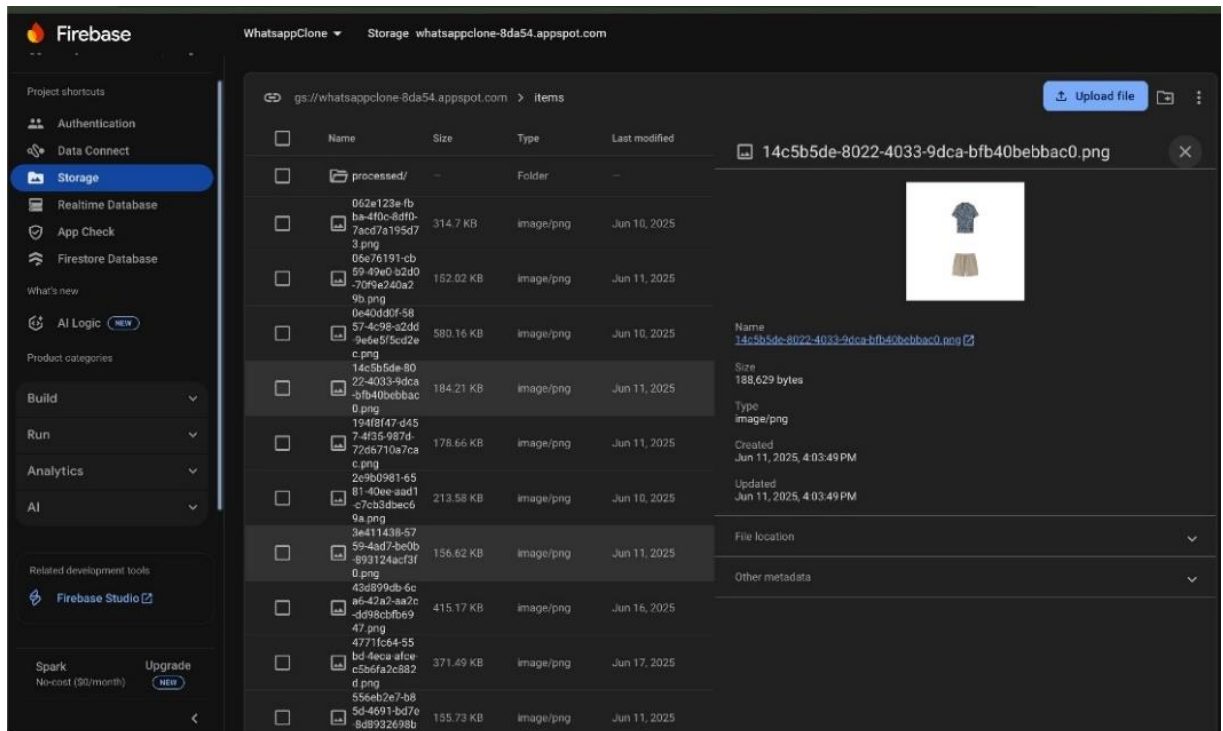 Firebase
WhatsappClone
Storage whatsappclone-8da54.appspot.com
Project shortcuts
Authentication
Data Connect
Storage
Realtime Database
App Check
Firestore Database
What's new
AI Logic NEW
Product categories
Build
Run
Analytics
AI
Related development tools
Firebase Studio
Spark
No-cost ($0/month)
Upgrade
NEW
gs://whatsappclone-8da54.appspot.com > items
Upload file
Name Size Type Last modified
processed/ – Folder –
062e123e-fb
ba-4f0c-8df0-
7acd7a195d7
3.png
314.7 KB image/png Jun 10, 2025
06e76191-cb
59-49e0-b2d0
-70f9e240a2
9b.png
152.02 KB image/png Jun 11, 2025
0e40dd0f-58
57-4c98-a2dd
-9e6e5f5cd2e
c.png
580.16 KB image/png Jun 10, 2025
14c5b5de-80
22-4033-9dca
-bfb40bebbac
0.png
184.21 KB image/png Jun 11, 2025
194f8f47-d45
7-4f35-987d-
72d6710a7ca
c.png
178.66 KB image/png Jun 11, 2025
2e9b0981-65
81-40ee-aad1
-c7cb3dbec6
9a.png
213.58 KB image/png Jun 10, 2025
3e411438-57
59-4ad7-be0b
-893124acf3f
0.png
156.62 KB image/png Jun 11, 2025
43d899db-6c
a6-42a2-aa2c
-dd98cbfb69
47.png
415.17 KB image/png Jun 16, 2025
4771fc64-55
bd-4eca-afce-
c5b6fa2c882
d.png
371.49 KB image/png Jun 17, 2025
556eb2e7-b8
5d-4691-bd7e
-8d8932698b
155.73 KB image/png Jun 11, 2025
14c5b5de-8022-4033-9dca-bfb40bebbac0.png
Name
14c5b5de-8022-4033-9dca-bfb40bebbac0.png
Size
188,629 bytes
Type
image/png
Created
Jun 11, 2025, 4:03:49 PM
Updated
Jun 11, 2025, 4:03:49 PM
File location
Other metadata